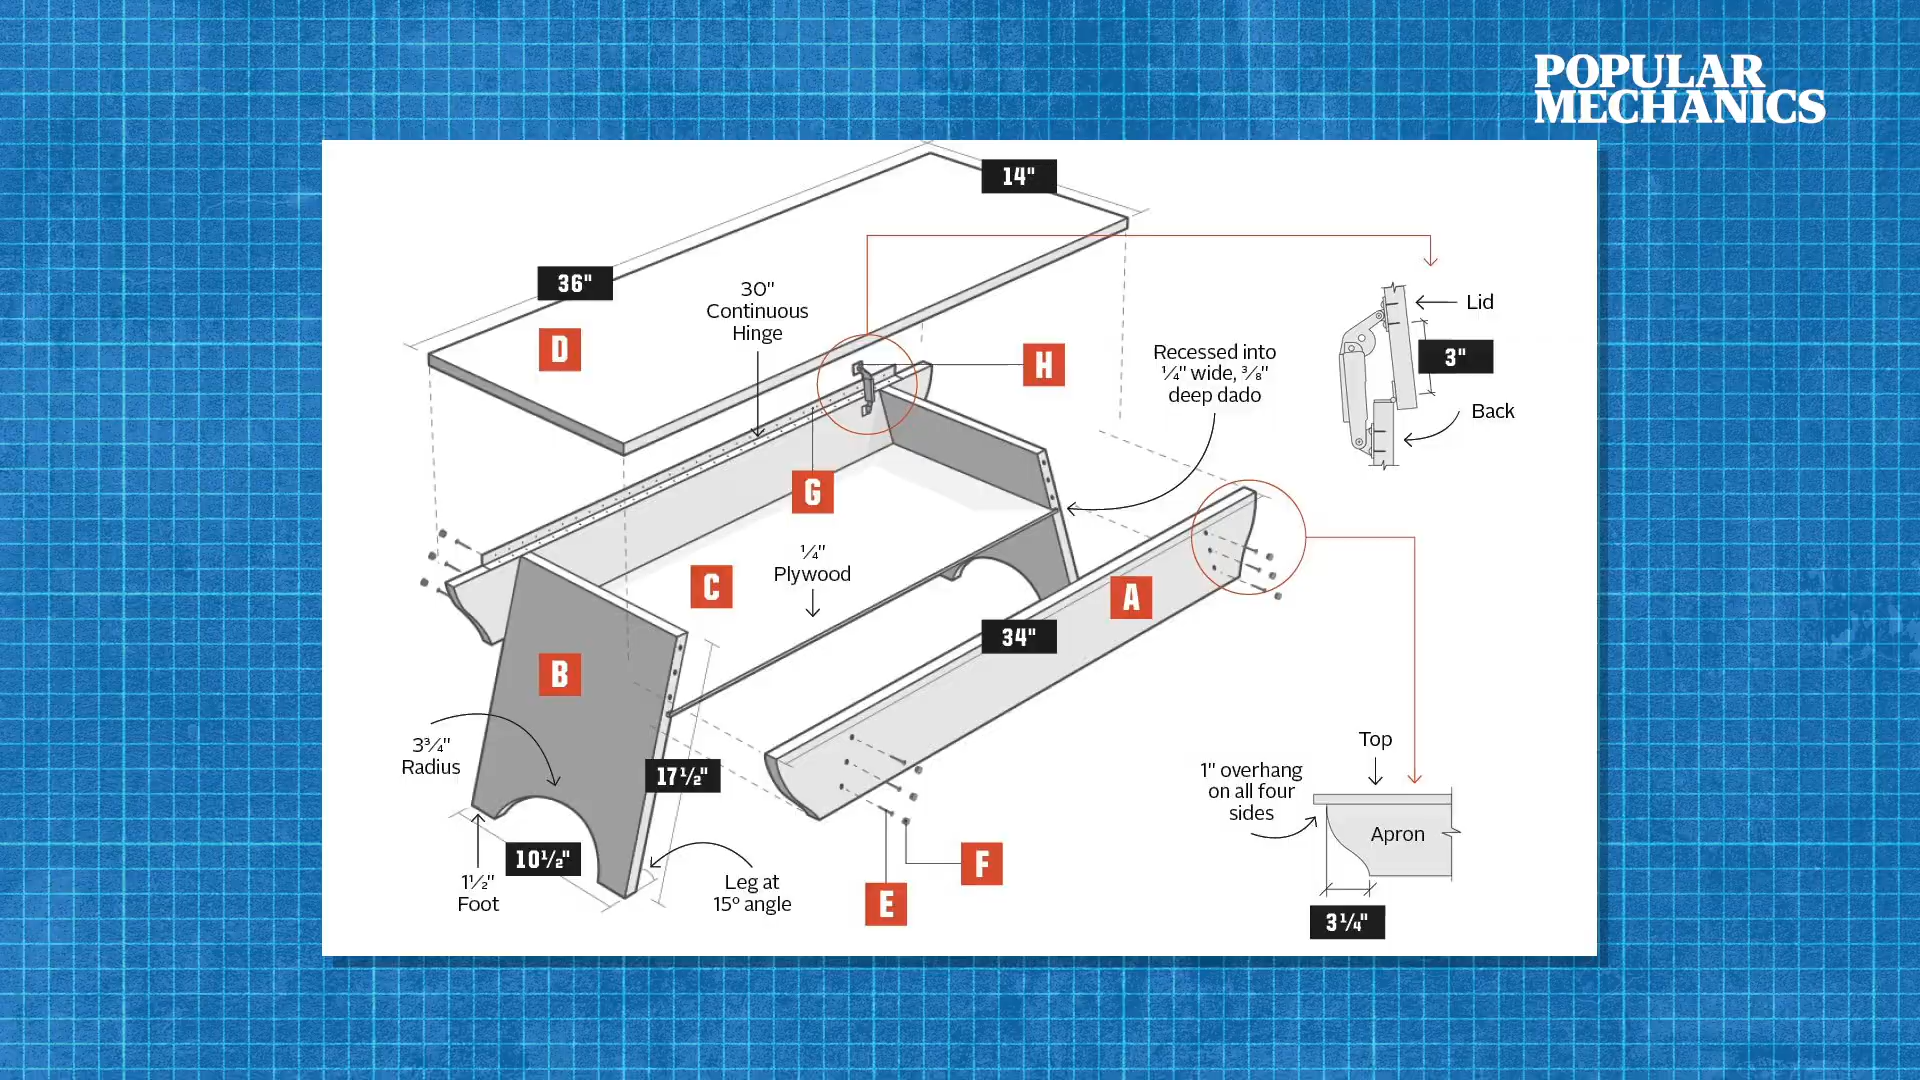 POPULAR
MECHANICS
14"
36"
D
30"
Continuous
Hinge
H
Lid
3"
Back
Recessed into
¼" wide, ⅜"
deep dado
G
¼"
Plywood
C
A
34"
B
3¾"
Radius
17½"
10½"
1½"
Foot
Leg at
15° angle
E
F
Top
1" overhang
on all four
sides
Apron
3¼"